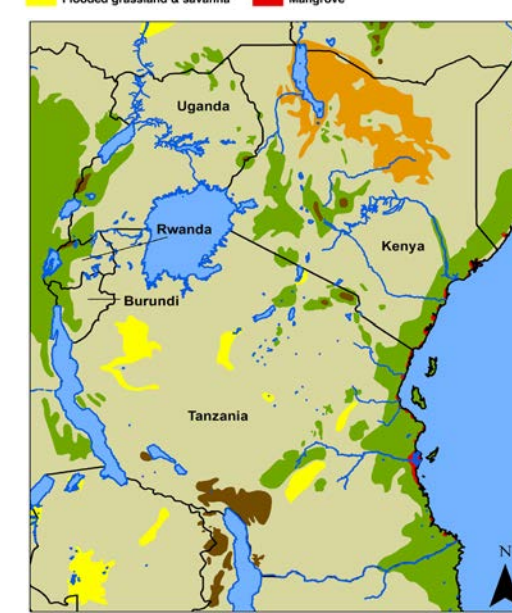 Flooded grassland & savanna Mangrove
Uganda
Rwanda
Kenya
Burundi
Tanzania
N